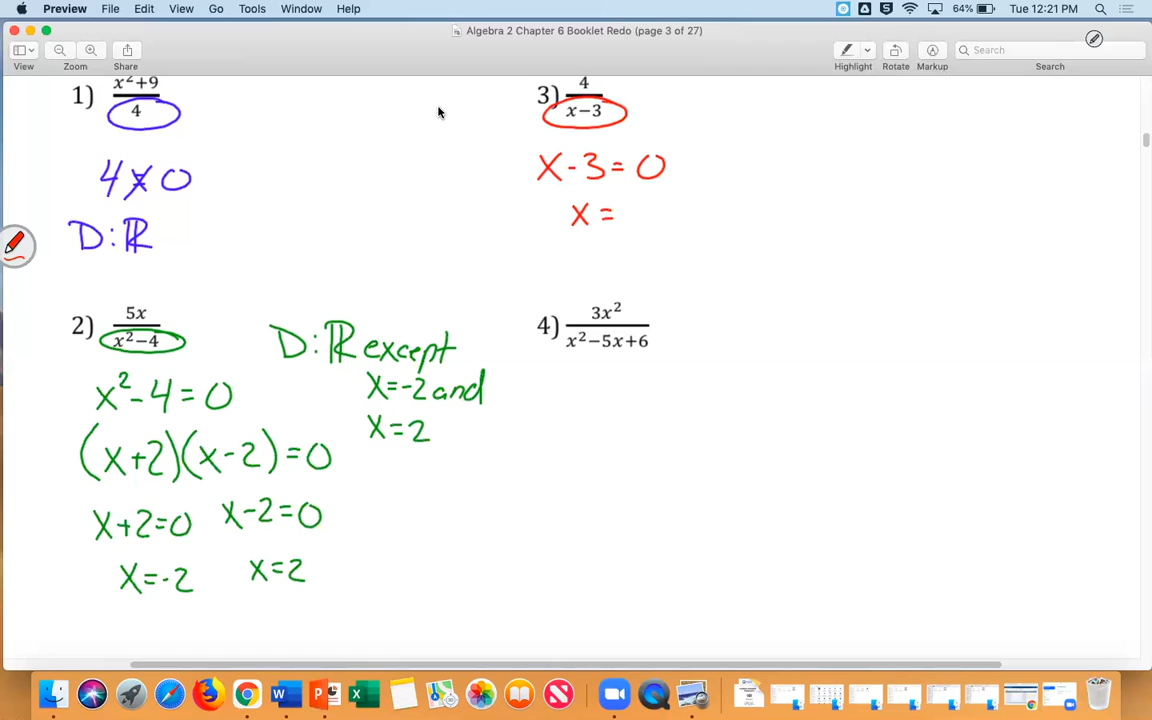 Preview File Edit View Go Tools Window Help 64% Tue 12:21 PM
Algebra 2 Chapter 6 Booklet Redo (page 3 of 27)
Search
View Zoom Share Highlight Rotate Markup Search
1) x²+9
4
4 ≠ 0
D: ℝ
3) 4
x−3
x-3=0
x=
2) 5x
x²−4
x²-4=0
(x+2)(x-2)=0
x+2=0 x-2=0
x=-2 x=2
D: ℝ except
x=-2 and
x=2
4) 3x²
x²−5x+6